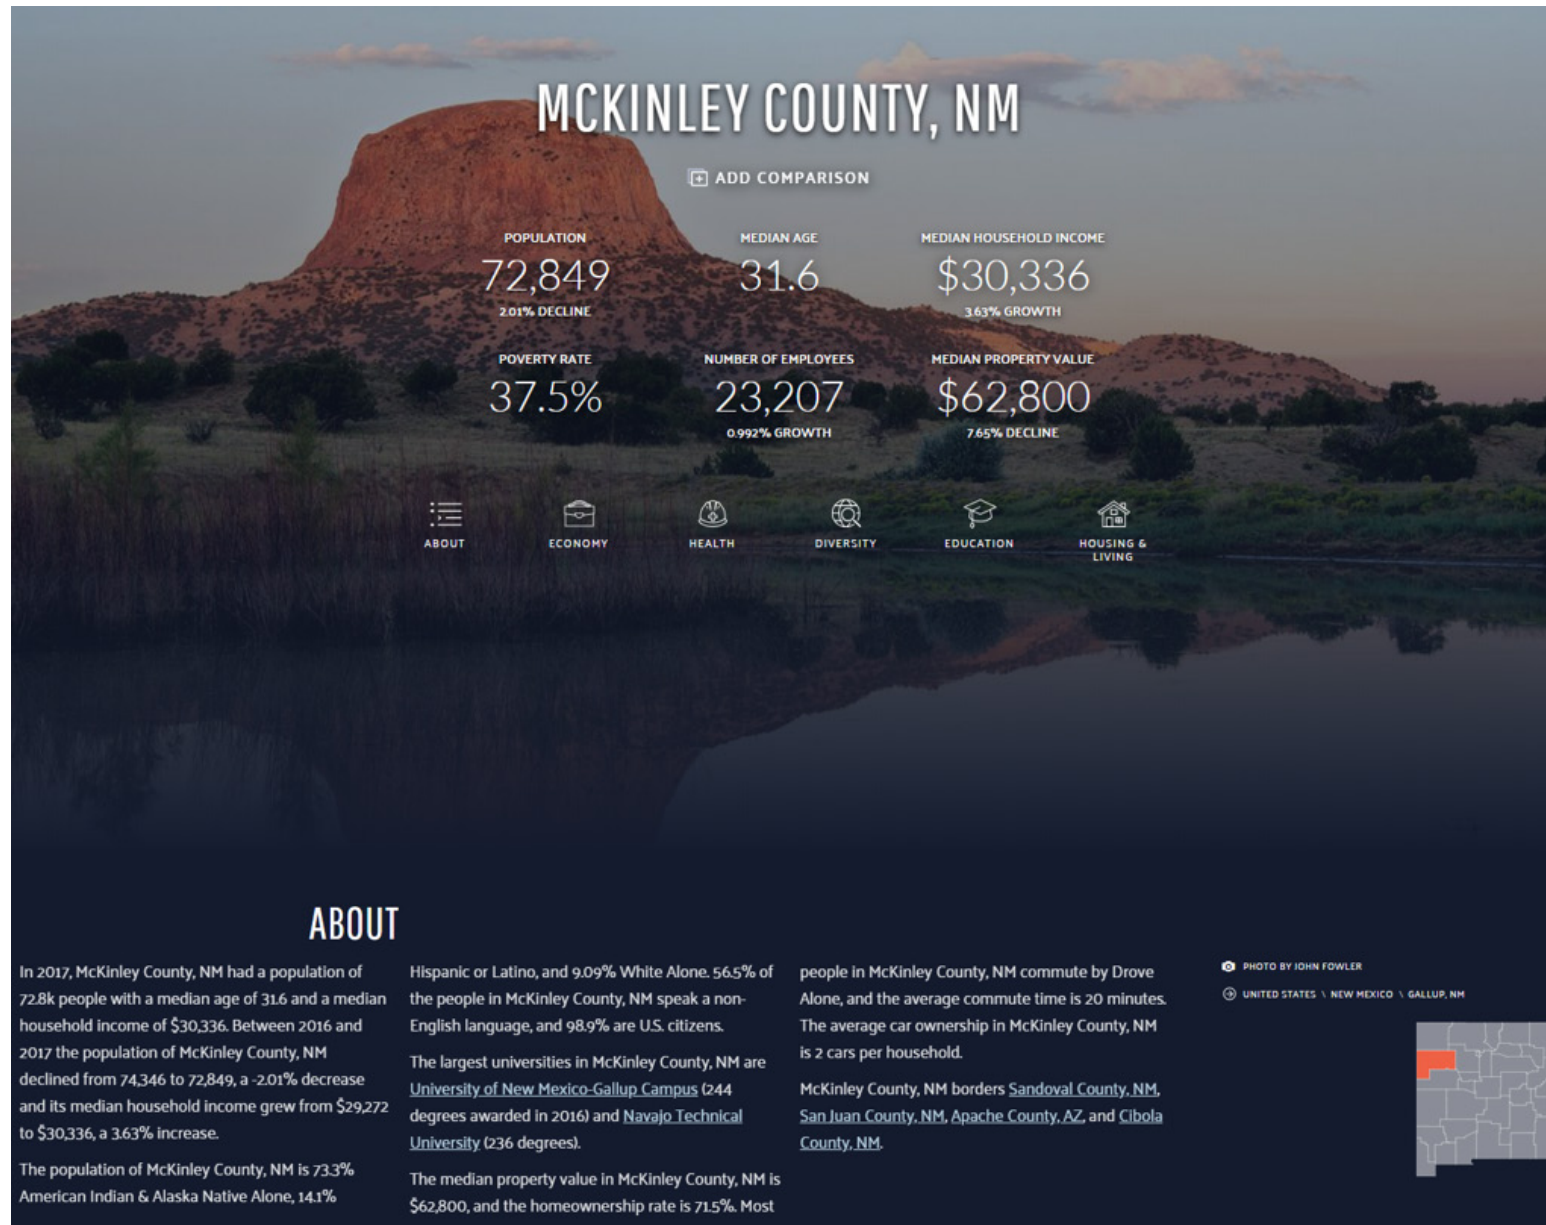 MCKINLEY COUNTY, NM
ADD COMPARISON
POPULATION
72,849
2.01% DECLINE
MEDIAN AGE
31.6
MEDIAN HOUSEHOLD INCOME
$30,336
3.63% GROWTH
POVERTY RATE
37.5%
NUMBER OF EMPLOYEES
23,207
0.992% GROWTH
MEDIAN PROPERTY VALUE
$62,800
7.65% DECLINE
ABOUT
ECONOMY
HEALTH
DIVERSITY
EDUCATION
HOUSING &
LIVING
ABOUT
In 2017, McKinley County, NM had a population of
72.8k people with a median age of 31.6 and a median
household income of $30,336. Between 2016 and
2017 the population of McKinley County, NM
declined from 74,346 to 72,849, a -2.01% decrease
and its median household income grew from $29,272
to $30,336, a 3.63% increase.
The population of McKinley County, NM is 73.3%
American Indian & Alaska Native Alone, 14.1%
Hispanic or Latino, and 9.09% White Alone. 56.5% of
the people in McKinley County, NM speak a non-
English language, and 98.9% are U.S. citizens.
The largest universities in McKinley County, NM are
University of New Mexico-Gallup Campus (244
degrees awarded in 2016) and Navajo Technical
University (236 degrees).
The median property value in McKinley County, NM is
$62,800, and the homeownership rate is 71.5%. Most
people in McKinley County, NM commute by Drove
Alone, and the average commute time is 20 minutes.
The average car ownership in McKinley County, NM
is 2 cars per household.
McKinley County, NM borders Sandoval County, NM,
San Juan County, NM, Apache County, AZ, and Cibola
County, NM.
PHOTO BY JOHN FOWLER
UNITED STATES \ NEW MEXICO \ GALLUP, NM